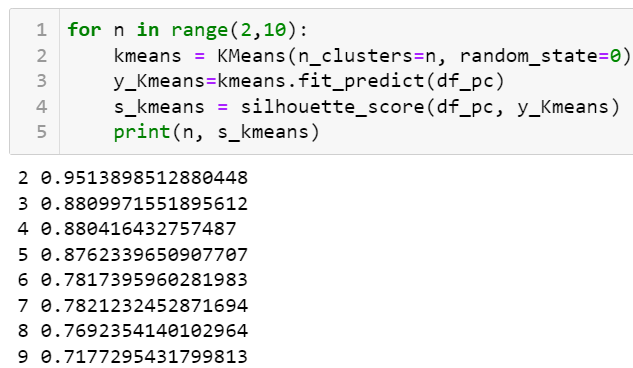 1 for n in range(2,10):
2     kmeans = KMeans(n_clusters=n, random_state=0)
3     y_Kmeans=kmeans.fit_predict(df_pc)
4     s_kmeans = silhouette_score(df_pc, y_Kmeans)
5     print(n, s_kmeans)
2 0.9513898512880448
3 0.8809971551895612
4 0.880416432757487
5 0.8762339650907707
6 0.7817395960281983
7 0.7821232452871694
8 0.7692354140102964
9 0.7177295431799813